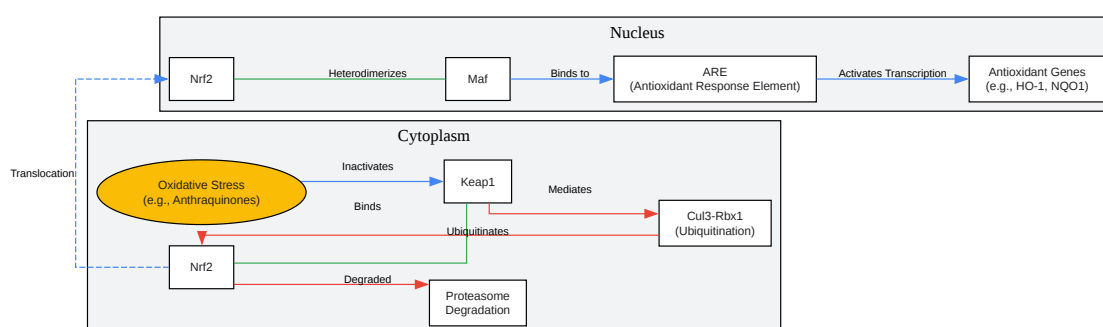 Nucleus
Nrf2
Heterodimerizes
Maf
Binds to
ARE
(Antioxidant Response Element)
Activates Transcription
Antioxidant Genes
(e.g., HO-1, NQO1)
Cytoplasm
Translocation
Oxidative Stress
(e.g., Anthraquinones)
Inactivates
Keap1
Mediates
Binds
Cul3-Rbx1
(Ubiquitination)
Ubiquitinates
Nrf2
Degraded
Proteasome
Degradation